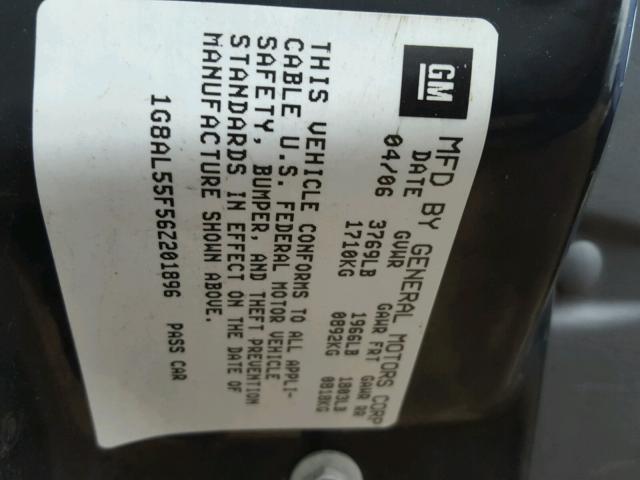 GM
MFD BY GENERAL MOTORS CORP
DATE GVWR GAWR FRT GAWR RR
04/06 3769LB 1966LB 1803LB
1710KG 0892KG 0818KG
THIS VEHICLE CONFORMS TO ALL APPLI-
CABLE U.S. FEDERAL MOTOR VEHICLE
SAFETY, BUMPER, AND THEFT PREVENTION
STANDARDS IN EFFECT ON THE DATE OF
MANUFACTURE SHOWN ABOVE.
1G8AL55F56Z201896 PASS CAR